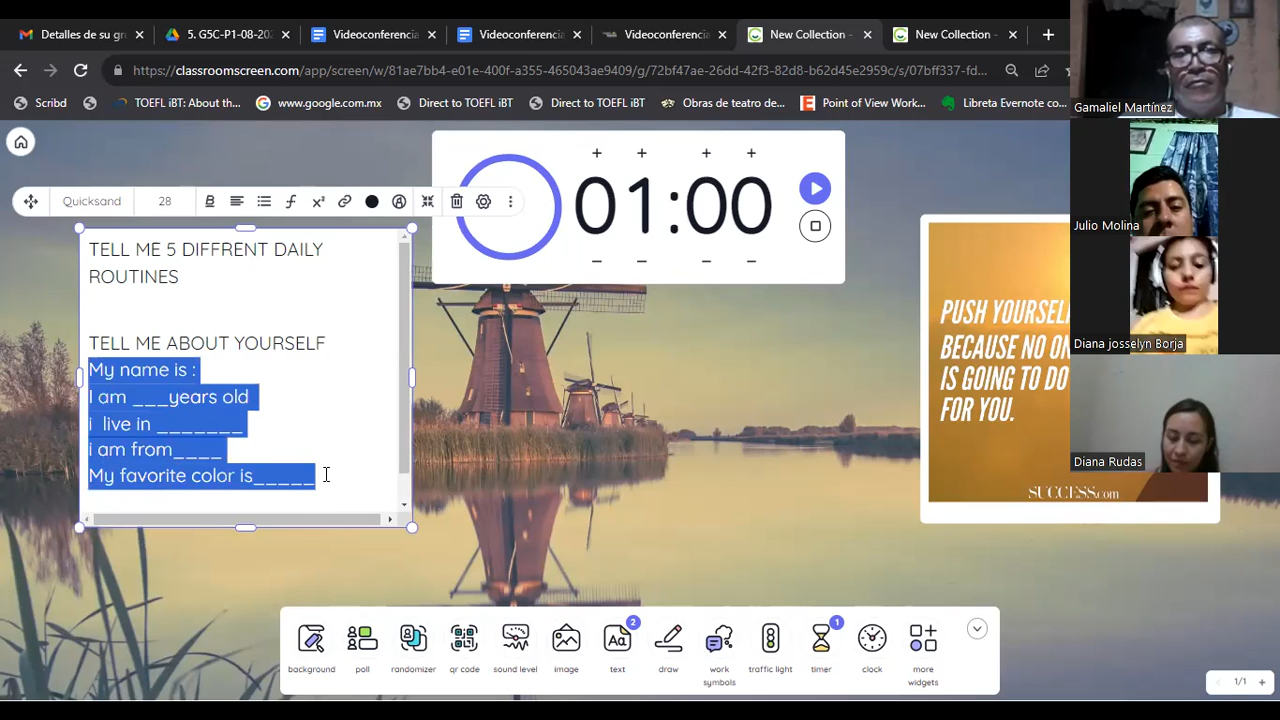 Detalles de su gru
5. G5C-P1-08-202
Videoconferencia
Videoconferencia
Videoconferencia
New Collection -
New Collection -
https://classroomscreen.com/app/screen/w/81ae7bb4-e01e-400f-a355-465043ae9409/g/72bf47ae-26dd-42f3-82d8-b62d45e2959c/s/07bff337-fd...
Scribd
TOEFL iBT: About th...
www.google.com.mx
Direct to TOEFL iBT
Direct to TOEFL iBT
Obras de teatro de...
Point of View Work...
Libreta Evernote co...
Gamaliel Martínez
Julio Molina
Diana josselyn Borja
Diana Rudas
Quicksand 28
01:00
TELL ME 5 DIFFRENT DAILY
ROUTINES
TELL ME ABOUT YOURSELF
My name is :
I am ___years old
i live in _______
i am from____
My favorite color is_____
PUSH YOURSELF
BECAUSE NO ON
IS GOING TO DO
FOR YOU.
SUCCESS.com
background
poll
randomizer
qr code
sound level
image
text
draw
work
symbols
traffic light
timer
clock
more
widgets
2
1
1/1